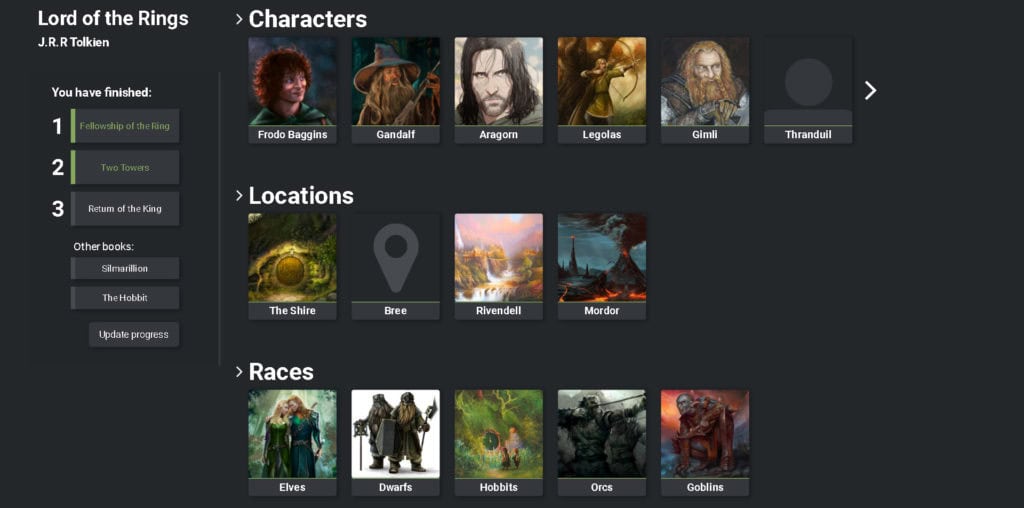 Lord of the Rings
J.R.R Tolkien
You have finished:
1 Fellowship of the Ring
2 Two Towers
3 Return of the King
Other books:
Silmarillion
The Hobbit
Update progress
Characters
Frodo Baggins
Gandalf
Aragorn
Legolas
Gimli
Thranduil
Locations
The Shire
Bree
Rivendell
Mordor
Races
Elves
Dwarfs
Hobbits
Orcs
Goblins